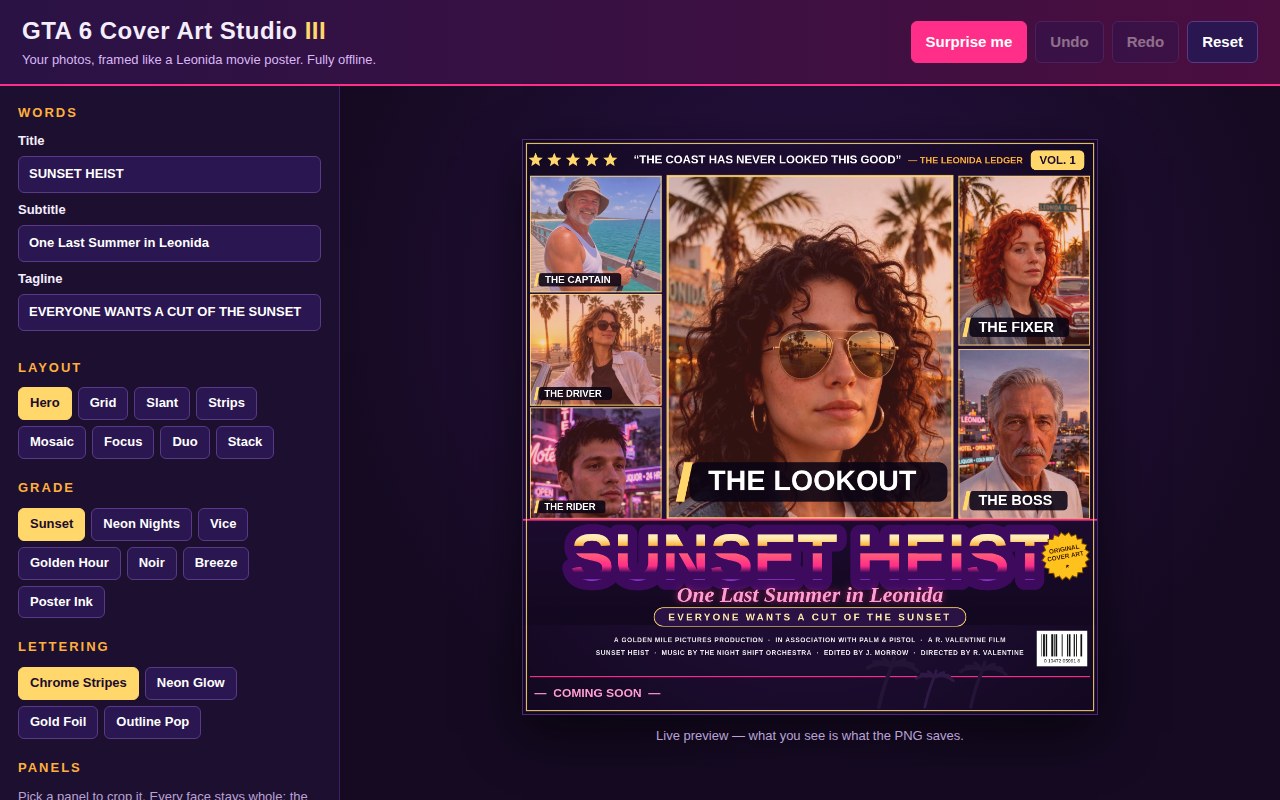 GTA 6 Cover Art Studio III
Your photos, framed like a Leonida movie poster. Fully offline.
Surprise me
Undo
Redo
Reset
WORDS
Title
SUNSET HEIST
Subtitle
One Last Summer in Leonida
Tagline
EVERYONE WANTS A CUT OF THE SUNSET
LAYOUT
Hero
Grid
Slant
Strips
Mosaic
Focus
Duo
Stack
GRADE
Sunset
Neon Nights
Vice
Golden Hour
Noir
Breeze
Poster Ink
LETTERING
Chrome Stripes
Neon Glow
Gold Foil
Outline Pop
PANELS
Pick a panel to crop it. Every face stays whole: the
“THE COAST HAS NEVER LOOKED THIS GOOD” — THE LEONIDA LEDGER
VOL. 1
THE CAPTAIN
THE DRIVER
THE RIDER
THE LOOKOUT
THE FIXER
LEONIDA
THE BOSS
SUNSET HEIST
ORIGINAL
COVER ART
One Last Summer in Leonida
EVERYONE WANTS A CUT OF THE SUNSET
A GOLDEN MILE PICTURES PRODUCTION · IN ASSOCIATION WITH PALM & PISTOL · A R. VALENTINE FILM
SUNSET HEIST · MUSIC BY THE NIGHT SHIFT ORCHESTRA · EDITED BY J. MORROW · DIRECTED BY R. VALENTINE
— COMING SOON —
Live preview — what you see is what the PNG saves.